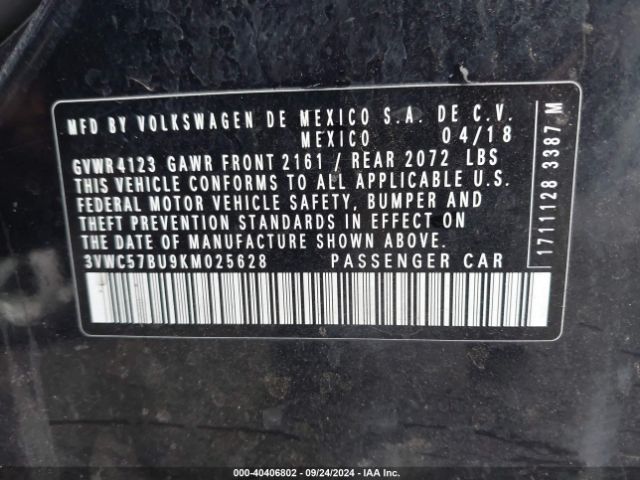 MFD BY VOLKSWAGEN DE MEXICO S.A. DE C.V.
MEXICO 04/18
GVWR4123 GAWR FRONT 2161 / REAR 2072 LBS
THIS VEHICLE CONFORMS TO ALL APPLICABLE U.S.
FEDERAL MOTOR VEHICLE SAFETY, BUMPER AND
THEFT PREVENTION STANDARDS IN EFFECT ON
THE DATE OF MANUFACTURE SHOWN ABOVE.
3VWC57BU9KM025628 PASSENGER CAR
1711128 3387 M
000-40406802 - 09/24/2024 - IAA Inc.